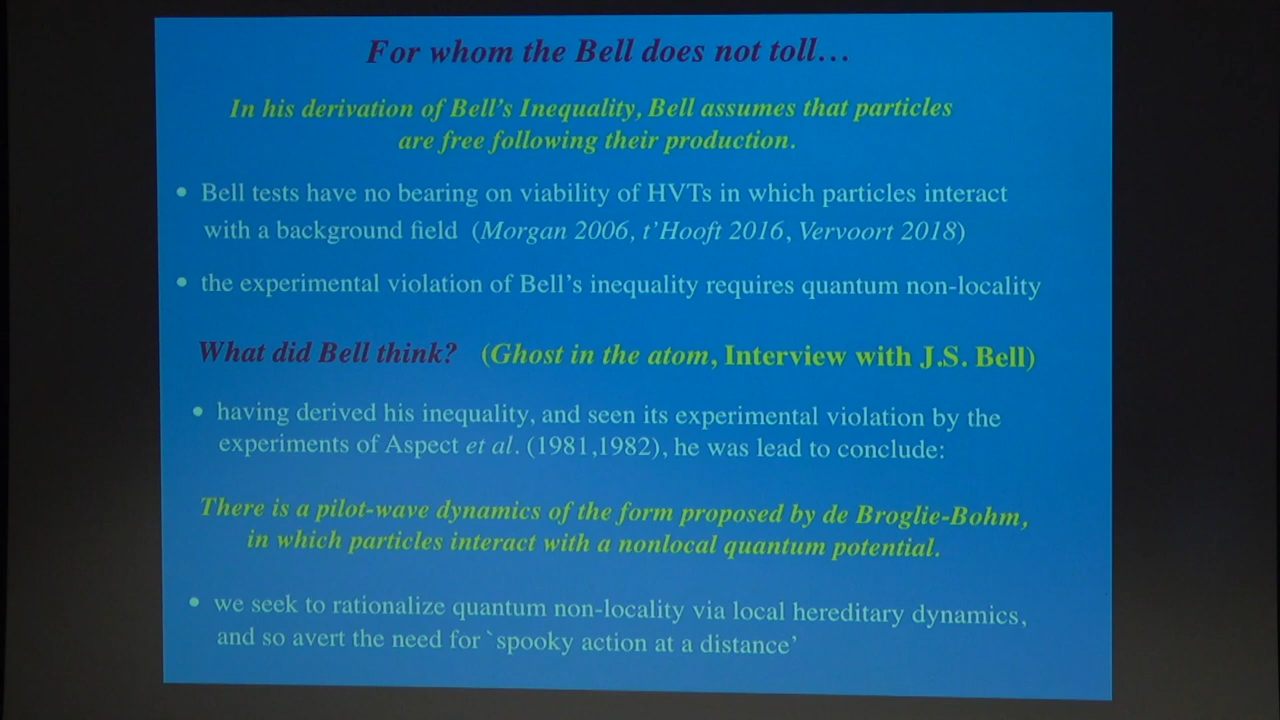 For whom the Bell does not toll…
In his derivation of Bell's Inequality, Bell assumes that particles
are free following their production.
• Bell tests have no bearing on viability of HVTs in which particles interact
with a background field (Morgan 2006, t'Hooft 2016, Vervoort 2018)
• the experimental violation of Bell's inequality requires quantum non-locality
What did Bell think? (Ghost in the atom, Interview with J.S. Bell)
• having derived his inequality, and seen its experimental violation by the
experiments of Aspect et al. (1981,1982), he was lead to conclude:
There is a pilot-wave dynamics of the form proposed by de Broglie-Bohm,
in which particles interact with a nonlocal quantum potential.
• we seek to rationalize quantum non-locality via local hereditary dynamics,
and so avert the need for `spooky action at a distance'